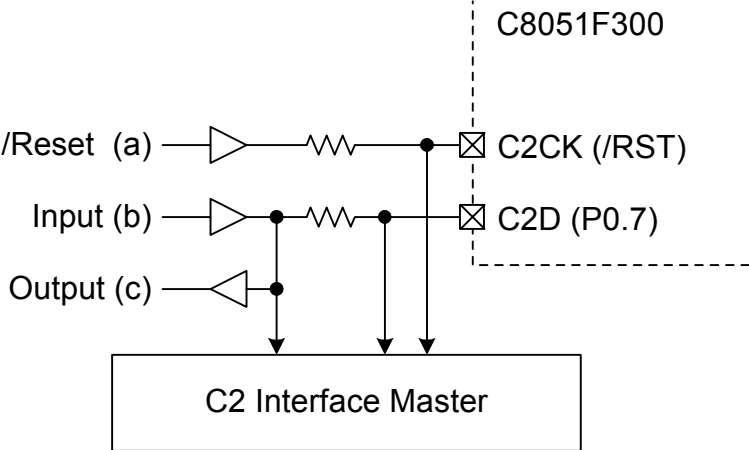 C8051F300
/Reset (a)
C2CK (/RST)
Input (b)
C2D (P0.7)
Output (c)
C2 Interface Master